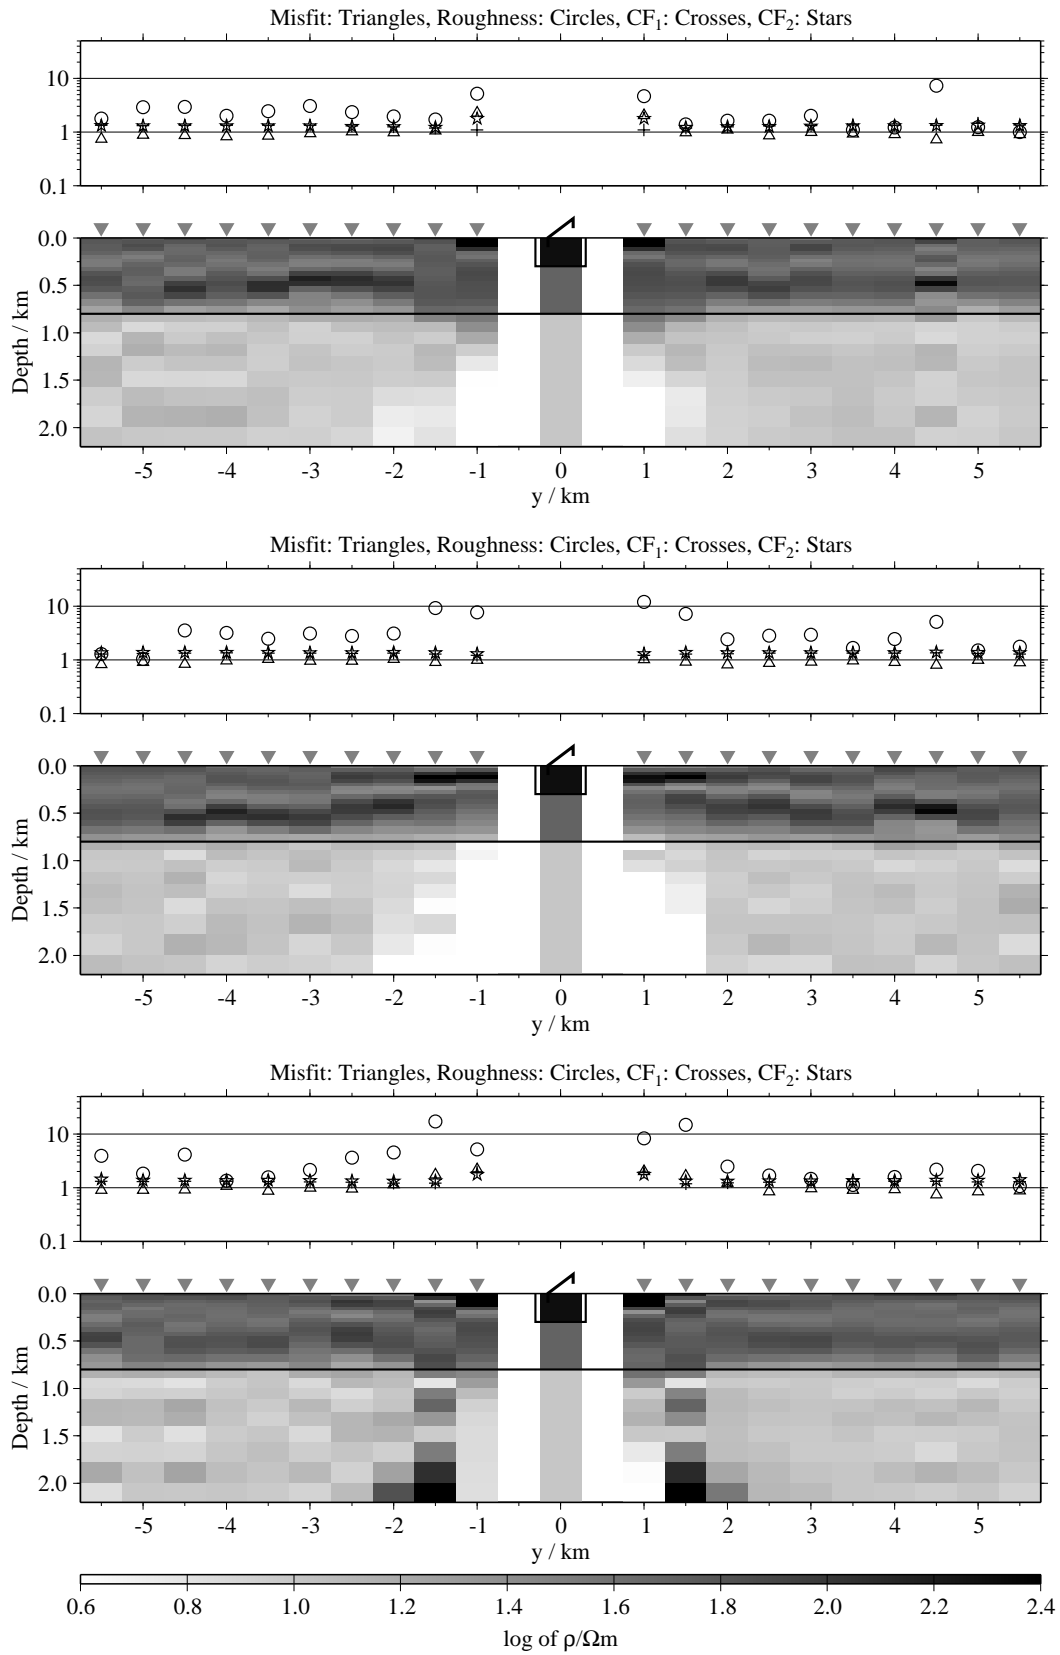 Misfit: Triangles, Roughness: Circles, CF1: Crosses, CF2: Stars
10
1
0.1
0.0
0.5
1.0
1.5
2.0
Depth / km
-5 -4 -3 -2 -1 0 1 2 3 4 5
y / km
Misfit: Triangles, Roughness: Circles, CF1: Crosses, CF2: Stars
10
1
0.1
0.0
0.5
1.0
1.5
2.0
Depth / km
-5 -4 -3 -2 -1 0 1 2 3 4 5
y / km
Misfit: Triangles, Roughness: Circles, CF1: Crosses, CF2: Stars
10
1
0.1
0.0
0.5
1.0
1.5
2.0
Depth / km
-5 -4 -3 -2 -1 0 1 2 3 4 5
y / km
0.6 0.8 1.0 1.2 1.4 1.6 1.8 2.0 2.2 2.4
log of ρ/Ωm